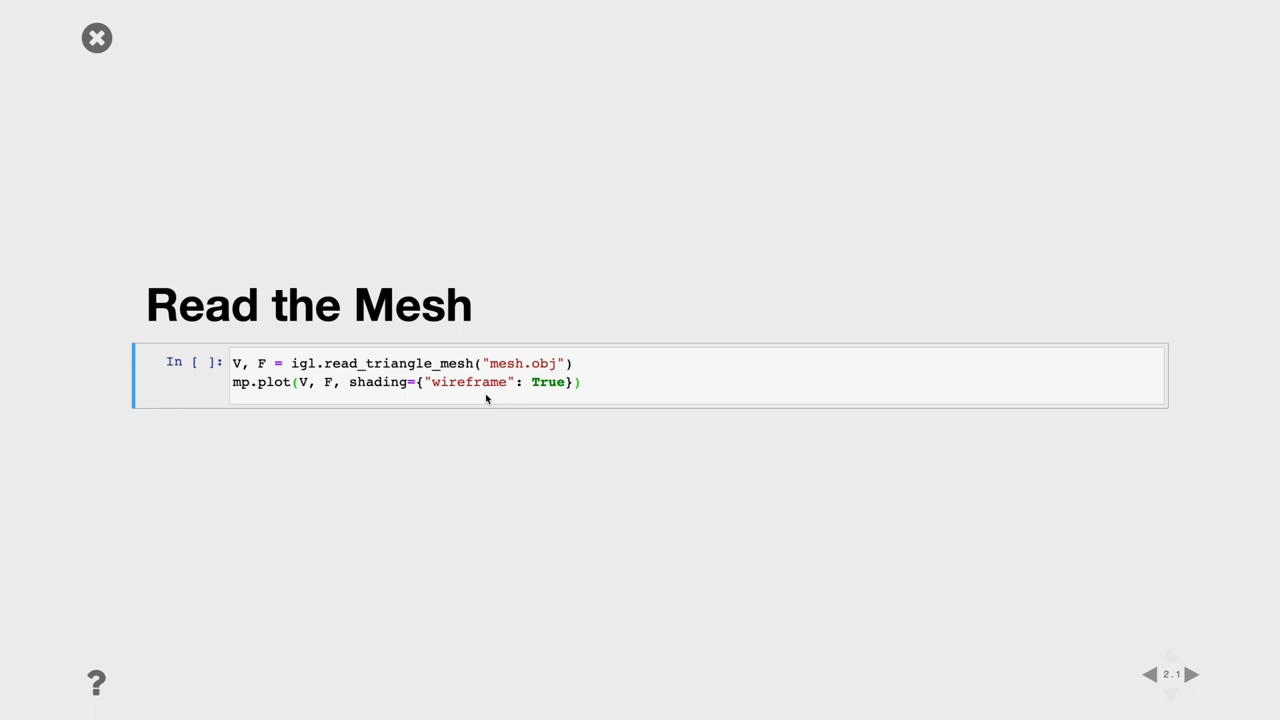 Read the Mesh
In [ ]: V, F = igl.read_triangle_mesh("mesh.obj")
mp.plot(V, F, shading={"wireframe": True})
?
2.1